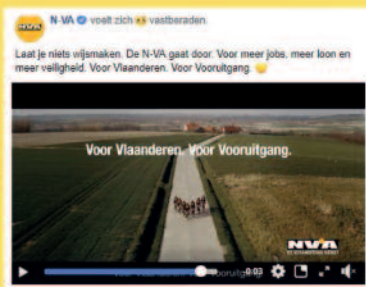 N-VA voelt zich vastberaden.
Laat je niets wijsmaken. De N-VA gaat door. Voor meer jobs, meer loon en
meer veiligheid. Voor Vlaanderen. Voor Vooruitgang.
Voor Vlaanderen. Voor Vooruitgang.
N-VA
-0:03